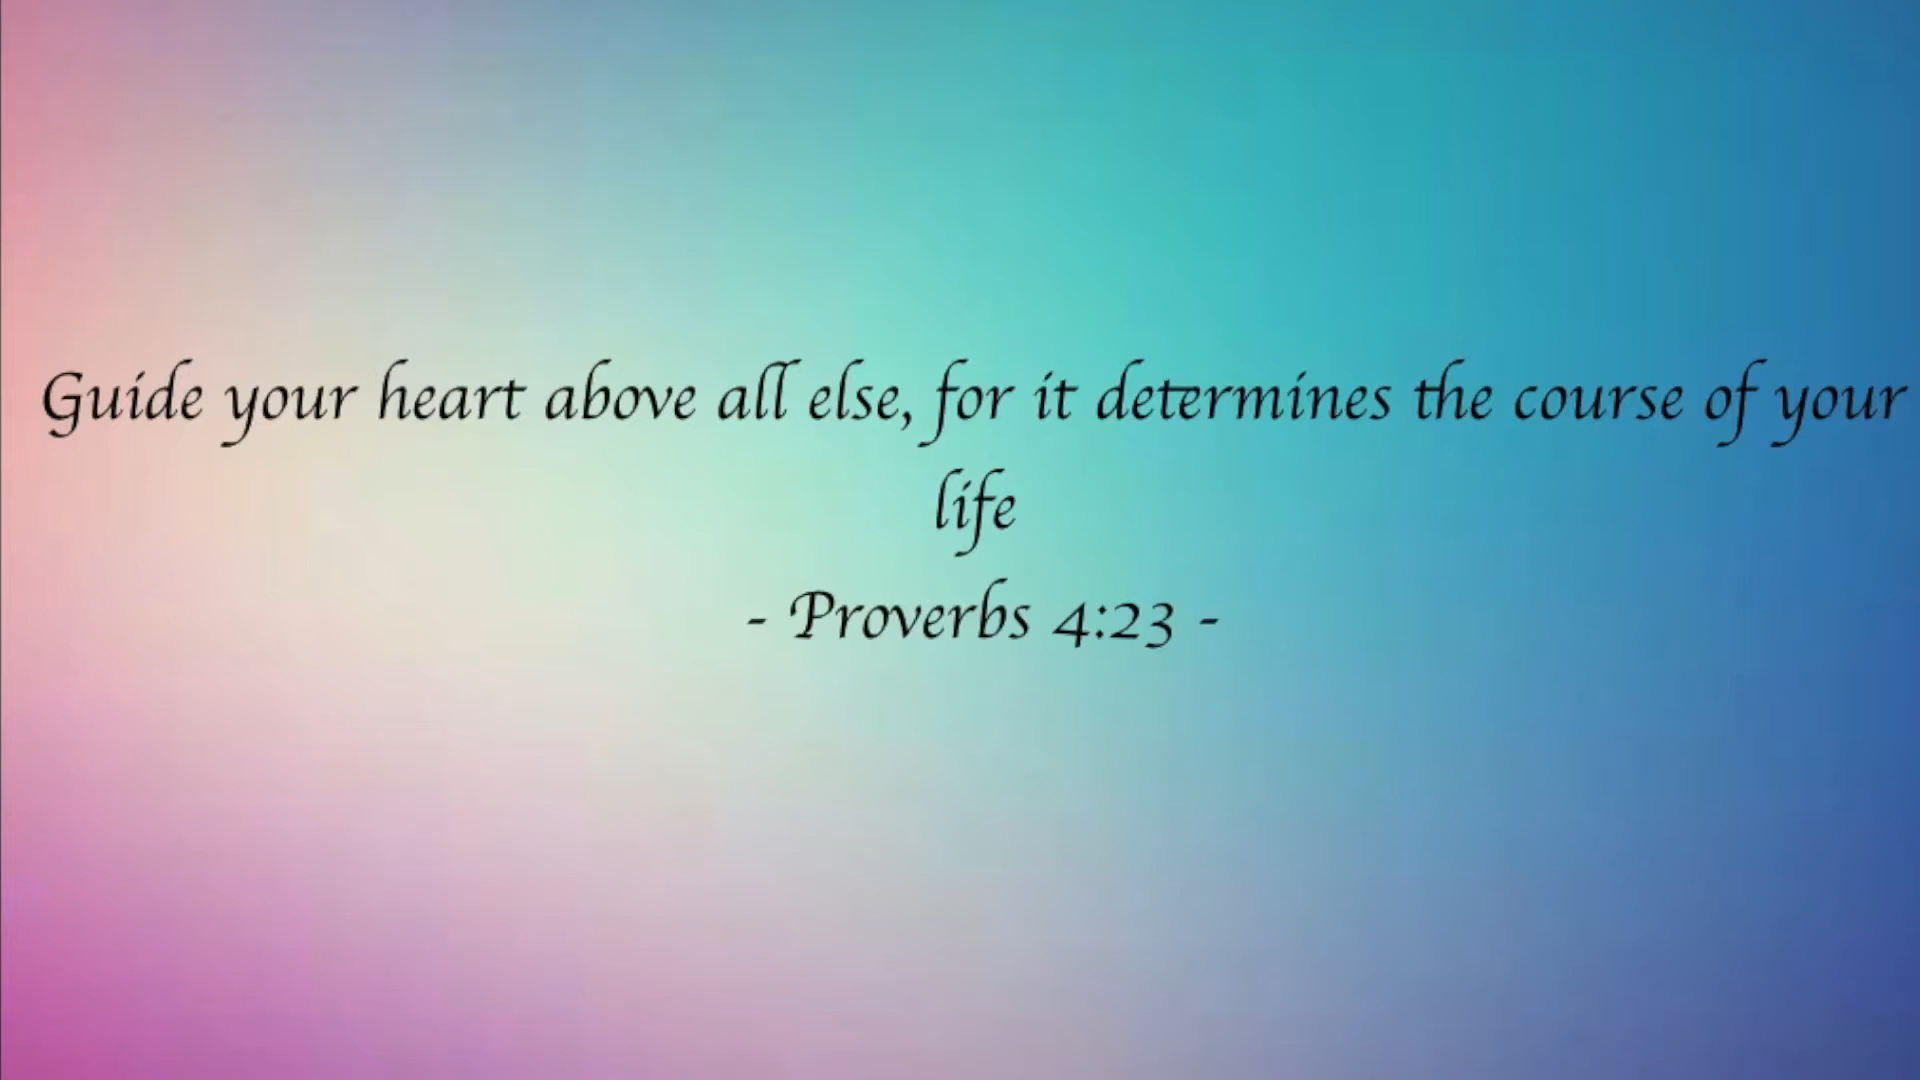 Guide your heart above all else, for it determines the course of your
life
- Proverbs 4:23 -